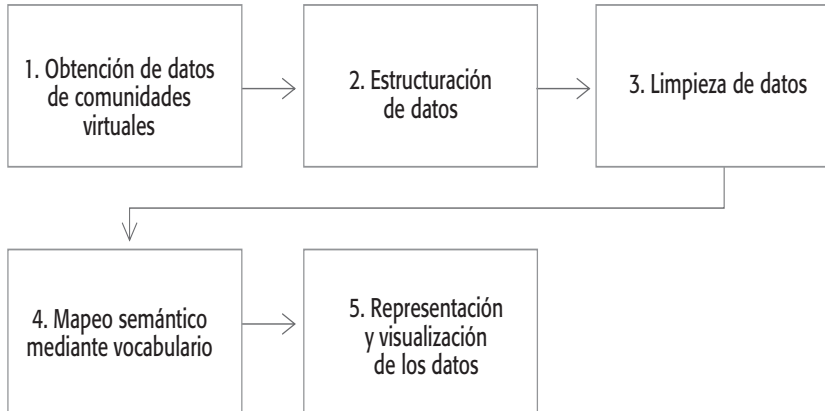 1. Obtención de datos
de comunidades
virtuales
2. Estructuración
de datos
3. Limpieza de datos
4. Mapeo semántico
mediante vocabulario
5. Representación
y visualización
de los datos